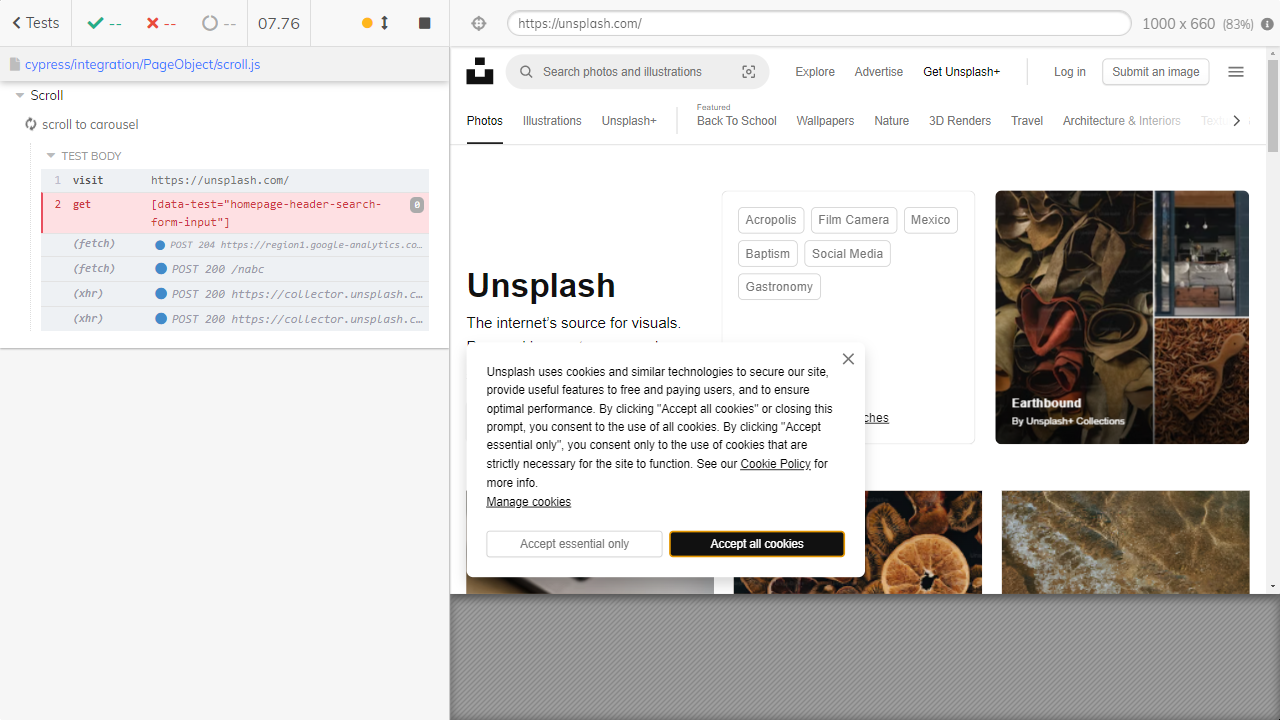 Tests
--
--
--
07.76
https://unsplash.com/
1000 x 660 (83%)
cypress/integration/PageObject/scroll.js
Scroll
scroll to carousel
TEST BODY
1 visit https://unsplash.com/
2 get [data-test="homepage-header-search-
form-input"] 0
(fetch) POST 204 https://region1.google-analytics.co...
(fetch) POST 200 /nabc
(xhr) POST 200 https://collector.unsplash.c...
(xhr) POST 200 https://collector.unsplash.c...
Search photos and illustrations
Explore
Advertise
Get Unsplash+
Log in
Submit an image
Photos
Illustrations
Unsplash+
Featured
Back To School
Wallpapers
Nature
3D Renders
Travel
Architecture & Interiors
Unsplash
The internet's source for visuals.
Acropolis
Film Camera
Mexico
Baptism
Social Media
Gastronomy
ches
Earthbound
By Unsplash+ Collections
Unsplash uses cookies and similar technologies to secure our site,
provide useful features to free and paying users, and to ensure
optimal performance. By clicking "Accept all cookies" or closing this
prompt, you consent to the use of all cookies. By clicking "Accept
essential only", you consent only to the use of cookies that are
strictly necessary for the site to function. See our Cookie Policy for
more info.
Manage cookies
Accept essential only
Accept all cookies